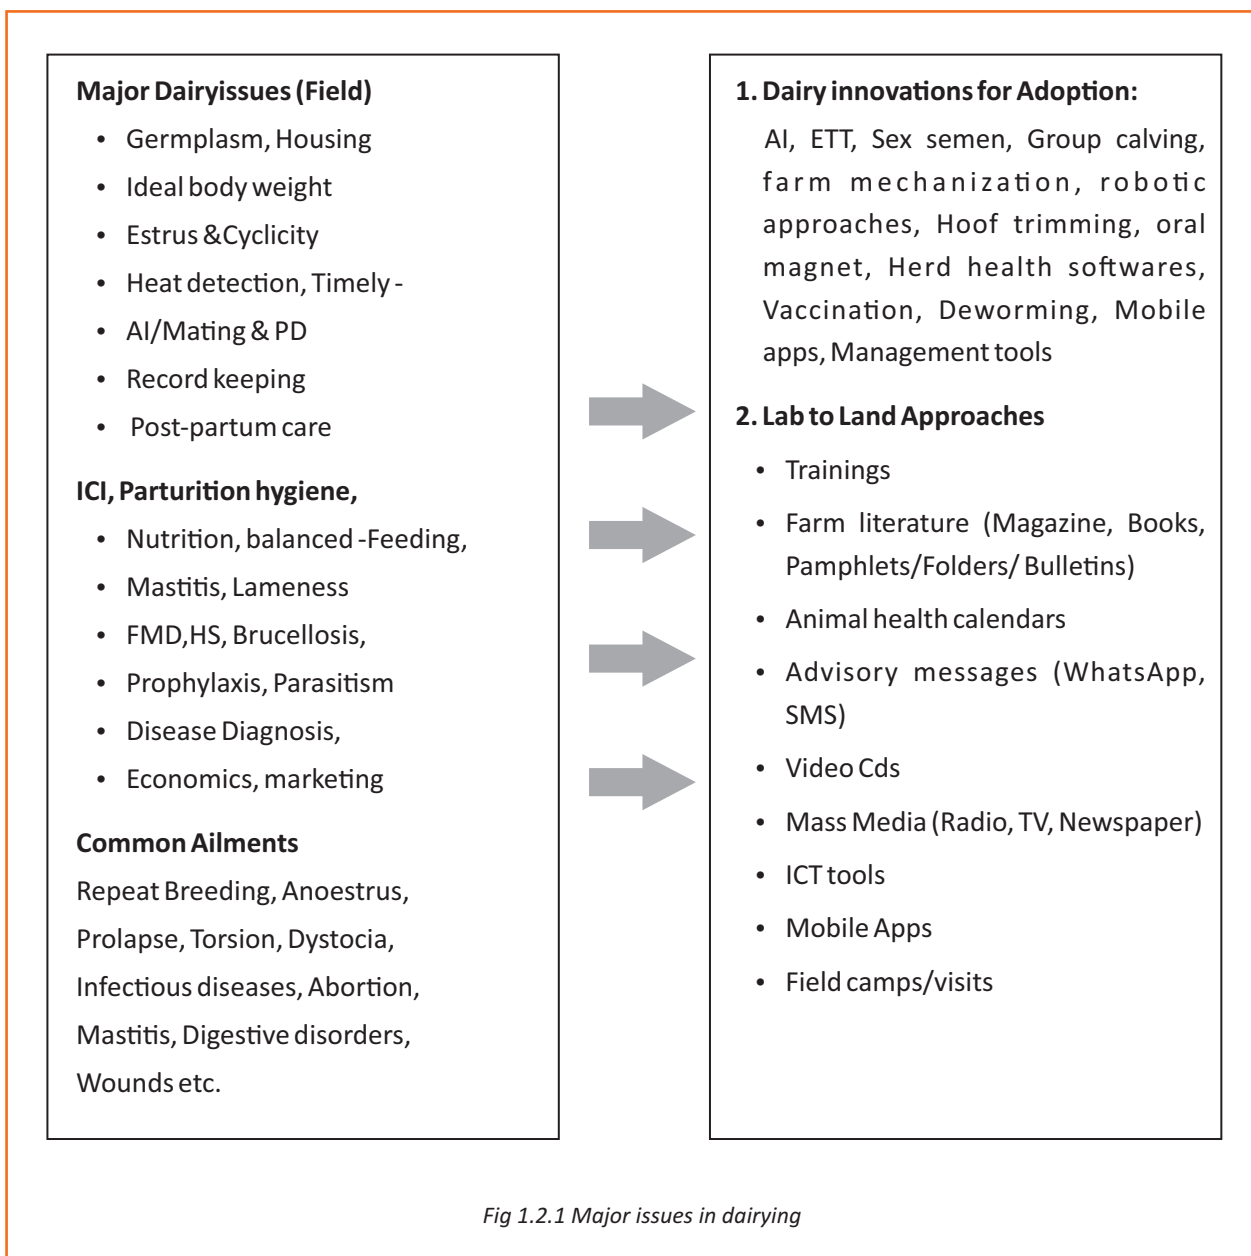 Major Dairyissues (Field)
• Germplasm, Housing
• Ideal body weight
• Estrus &Cyclicity
• Heat detection, Timely -
• AI/Mating & PD
• Record keeping
• Post-partum care
ICI, Parturition hygiene,
• Nutrition, balanced -Feeding,
• Mastitis, Lameness
• FMD,HS, Brucellosis,
• Prophylaxis, Parasitism
• Disease Diagnosis,
• Economics, marketing
Common Ailments
Repeat Breeding, Anoestrus,
Prolapse, Torsion, Dystocia,
Infectious diseases, Abortion,
Mastitis, Digestive disorders,
Wounds etc.
1. Dairy innovations for Adoption:
AI, ETT, Sex semen, Group calving,
farm mechanization, robotic
approaches, Hoof trimming, oral
magnet, Herd health softwares,
Vaccination, Deworming, Mobile
apps, Management tools
2. Lab to Land Approaches
• Trainings
• Farm literature (Magazine, Books,
Pamphlets/Folders/ Bulletins)
• Animal health calendars
• Advisory messages (WhatsApp,
SMS)
• Video Cds
• Mass Media (Radio, TV, Newspaper)
• ICT tools
• Mobile Apps
• Field camps/visits
Fig 1.2.1 Major issues in dairying